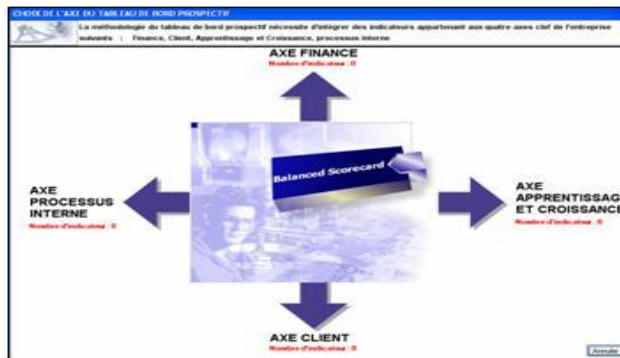 CHOIX DE L'AXE DU TABLEAU DE BORD PROSPECTIF
La méthodologie du tableau de bord prospectif nécessite d'intégrer des indicateurs appartenant aux quatre axes clef de l'entreprise
suivants : Finance, Client, Apprentissage et Croissance, processus interne
AXE FINANCE
Nombre d'indicateur : 0
Balanced Scorecard
AXE
PROCESSUS
INTERNE
Nombre d'indicateur : 0
AXE
APPRENTISSAGE
ET CROISSANCE
Nombre d'indicateur : 0
AXE CLIENT
Nombre d'indicateur : 0
Annuler